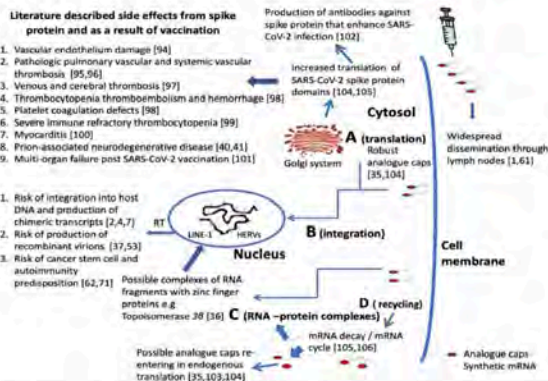 Literature described side effects from spike
protein and as a result of vaccination
1. Vascular endothelium damage [94]
2. Pathologic pulmonary vascular and systemic vascular
thrombosis [95,96]
3. Venous and cerebral thrombosis [97]
4. Thrombocytopenia thromboembolism and hemorrhage [98]
5. Platelet coagulation defects [98]
6. Severe immune refractory thrombocytopenia [99]
7. Myocarditis [100]
8. Prion-associated neurodegenerative disease [40,41]
9. Multi-organ failure post SARS-CoV-2 vaccination [101]
Production of antibodies against
spike protein that enhance SARS-
CoV-2 infection [102]
Increased translation of
SARS-CoV-2 spike protein
domains [104,105]
Cytosol
A (translation)
Golgi system
Robust
analogue caps
[35,104]
Widespread
dissemination through
lymph nodes [1,61]
1. Risk of integration into host
DNA and production of
chimeric transcripts [2,4,7]
2. Risk of production of
recombinant virions [37,53]
3. Risk of cancer stem cell and
autoimmunity
predisposition [62,71]
RT
LINE-1
HERVs
Nucleus
B (integration)
Cell
membrane
Possible complexes of RNA
fragments with zinc finger
proteins e.g
Topoisomerase 3β [16]
C (RNA –protein complexes)
D (recycling)
mRNA decay / mRNA
cycle [105,106]
Possible analogue caps re-
entering in endogenous
translation [35,103,104]
Analogue caps
Synthetic mRNA